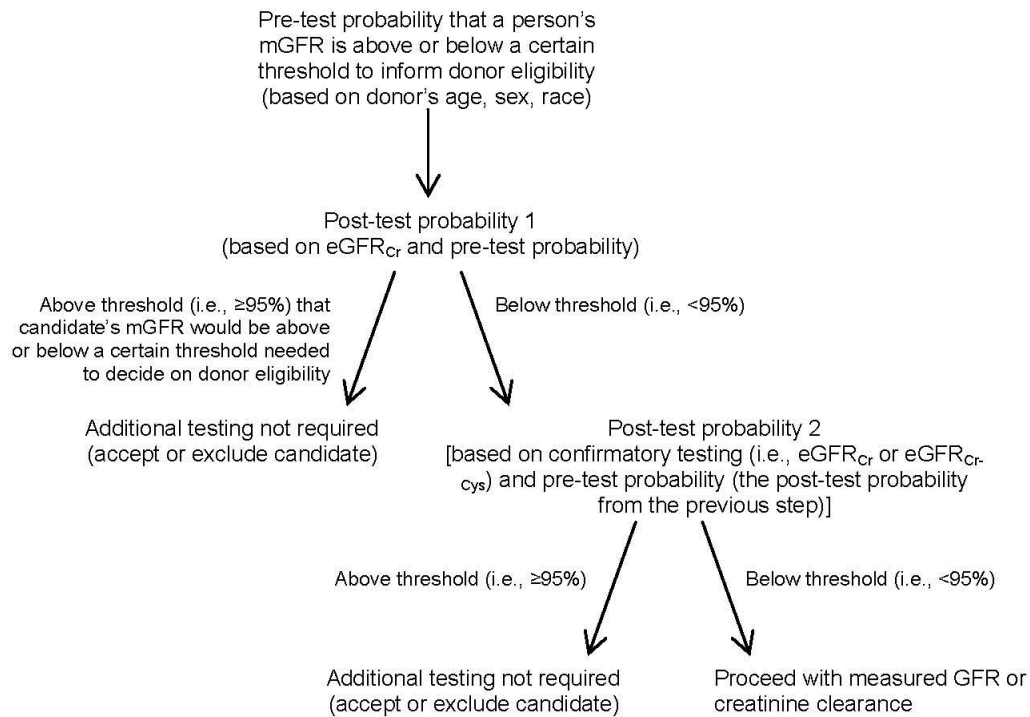 Pre-test probability that a person's
mGFR is above or below a certain
threshold to inform donor eligibility
(based on donor's age, sex, race)
Post-test probability 1
(based on eGFRCr and pre-test probability)
Above threshold (i.e., ≥95%) that
candidate's mGFR would be above
or below a certain threshold needed
to decide on donor eligibility
Below threshold (i.e., <95%)
Additional testing not required
(accept or exclude candidate)
Post-test probability 2
[based on confirmatory testing (i.e., eGFRCr or eGFRCr-
Cys) and pre-test probability (the post-test probability
from the previous step)]
Above threshold (i.e., ≥95%)
Below threshold (i.e., <95%)
Additional testing not required
(accept or exclude candidate)
Proceed with measured GFR or
creatinine clearance